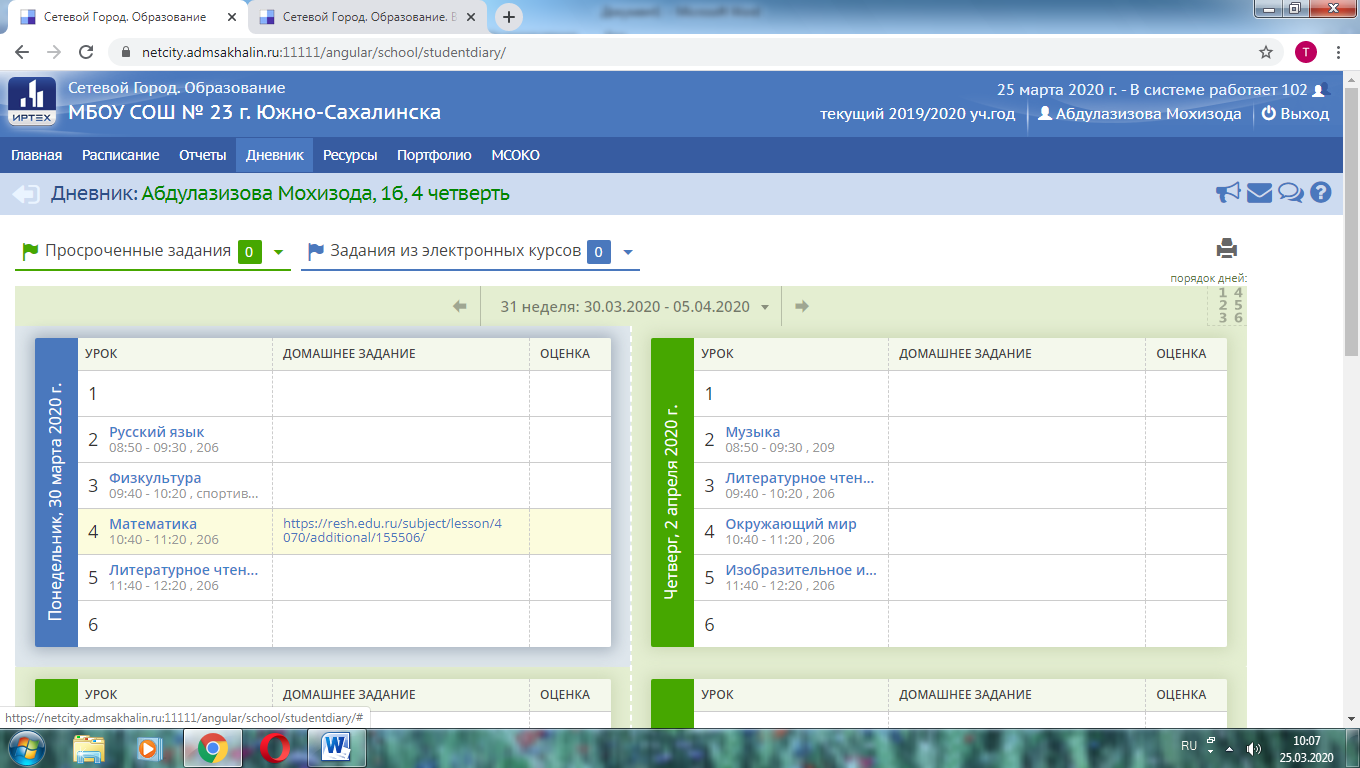 Сетевой Город. Образование
Сетевой Город. Образование. В
netcity.admsakhalin.ru:11111/angular/school/studentdiary/
T
ИРТЕХ
Сетевой Город. Образование
МБОУ СОШ № 23 г. Южно-Сахалинска
25 марта 2020 г. - В системе работает 102
текущий 2019/2020 уч.год
Абдулазизова Мохизода
Выход
Главная Расписание Отчеты Дневник Ресурсы Портфолио МСОКО
Дневник: Абдулазизова Мохизода, 1б, 4 четверть
Просроченные задания 0
Задания из электронных курсов 0
порядок дней:
1 4
2 5
3 6
31 неделя: 30.03.2020 - 05.04.2020
Понедельник, 30 марта 2020 г.
УРОК ДОМАШНЕЕ ЗАДАНИЕ ОЦЕНКА
1
2 Русский язык
08:50 - 09:30 , 206
3 Физкультура
09:40 - 10:20 , спортив...
4 Математика
10:40 - 11:20 , 206
https://resh.edu.ru/subject/lesson/4
070/additional/155506/
5 Литературное чтен...
11:40 - 12:20 , 206
6
Четверг, 2 апреля 2020 г.
УРОК ДОМАШНЕЕ ЗАДАНИЕ ОЦЕНКА
1
2 Музыка
08:50 - 09:30 , 209
3 Литературное чтен...
09:40 - 10:20 , 206
4 Окружающий мир
10:40 - 11:20 , 206
5 Изобразительное и...
11:40 - 12:20 , 206
6
УРОК ДОМАШНЕЕ ЗАДАНИЕ ОЦЕНКА
УРОК ДОМАШНЕЕ ЗАДАНИЕ ОЦЕНКА
https://netcity.admsakhalin.ru:11111/angular/school/studentdiary/#
RU
10:07
25.03.2020